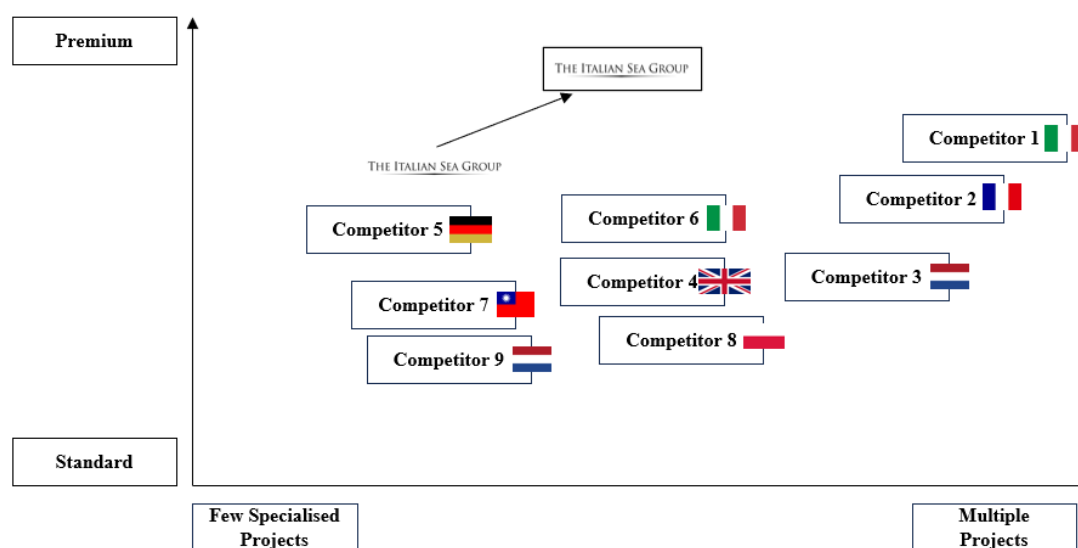 Premium
THE ITALIAN SEA GROUP
Competitor 1
THE ITALIAN SEA GROUP
Competitor 2
Competitor 6
Competitor 5
Competitor 3
Competitor 4
Competitor 7
Competitor 8
Competitor 9
Standard
Few Specialised
Projects
Multiple
Projects